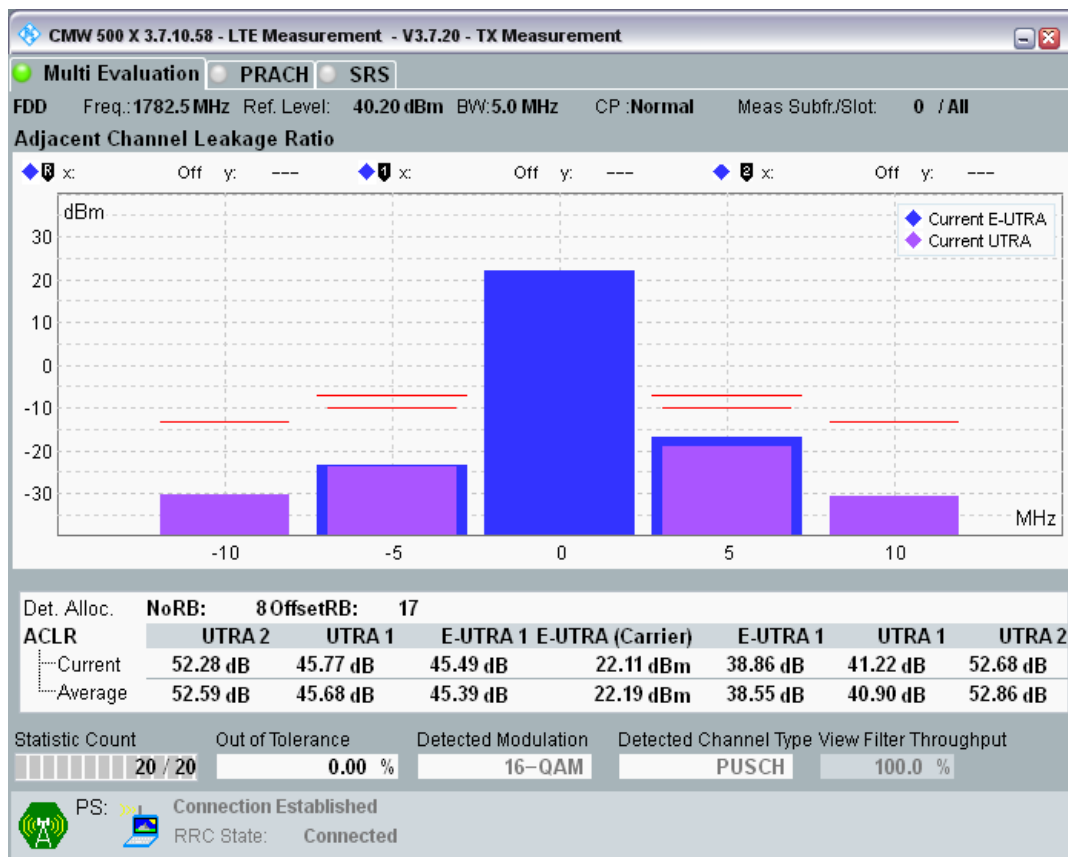 CMW 500 X 3.7.10.58 - LTE Measurement - V3.7.20 - TX Measurement
Multi Evaluation PRACH SRS
FDD Freq.:1782.5 MHz Ref. Level: 40.20 dBm BW:5.0 MHz CP :Normal Meas Subfr./Slot: 0 / All
Adjacent Channel Leakage Ratio
R x: Off y: --- 1 x: Off y: --- 2 x: Off y: ---
dBm
Current E-UTRA
Current UTRA
30
20
10
0
-10
-20
-30
MHz
-10 -5 0 5 10
Det. Alloc. NoRB: 8 OffsetRB: 17
ACLR UTRA 2 UTRA 1 E-UTRA 1 E-UTRA (Carrier) E-UTRA 1 UTRA 1 UTRA 2
Current 52.28 dB 45.77 dB 45.49 dB 22.11 dBm 38.86 dB 41.22 dB 52.68 dB
Average 52.59 dB 45.68 dB 45.39 dB 22.19 dBm 38.55 dB 40.90 dB 52.86 dB
Statistic Count Out of Tolerance Detected Modulation Detected Channel Type View Filter Throughput
20 / 20 0.00 % 16-QAM PUSCH 100.0 %
PS: Connection Established
RRC State: Connected